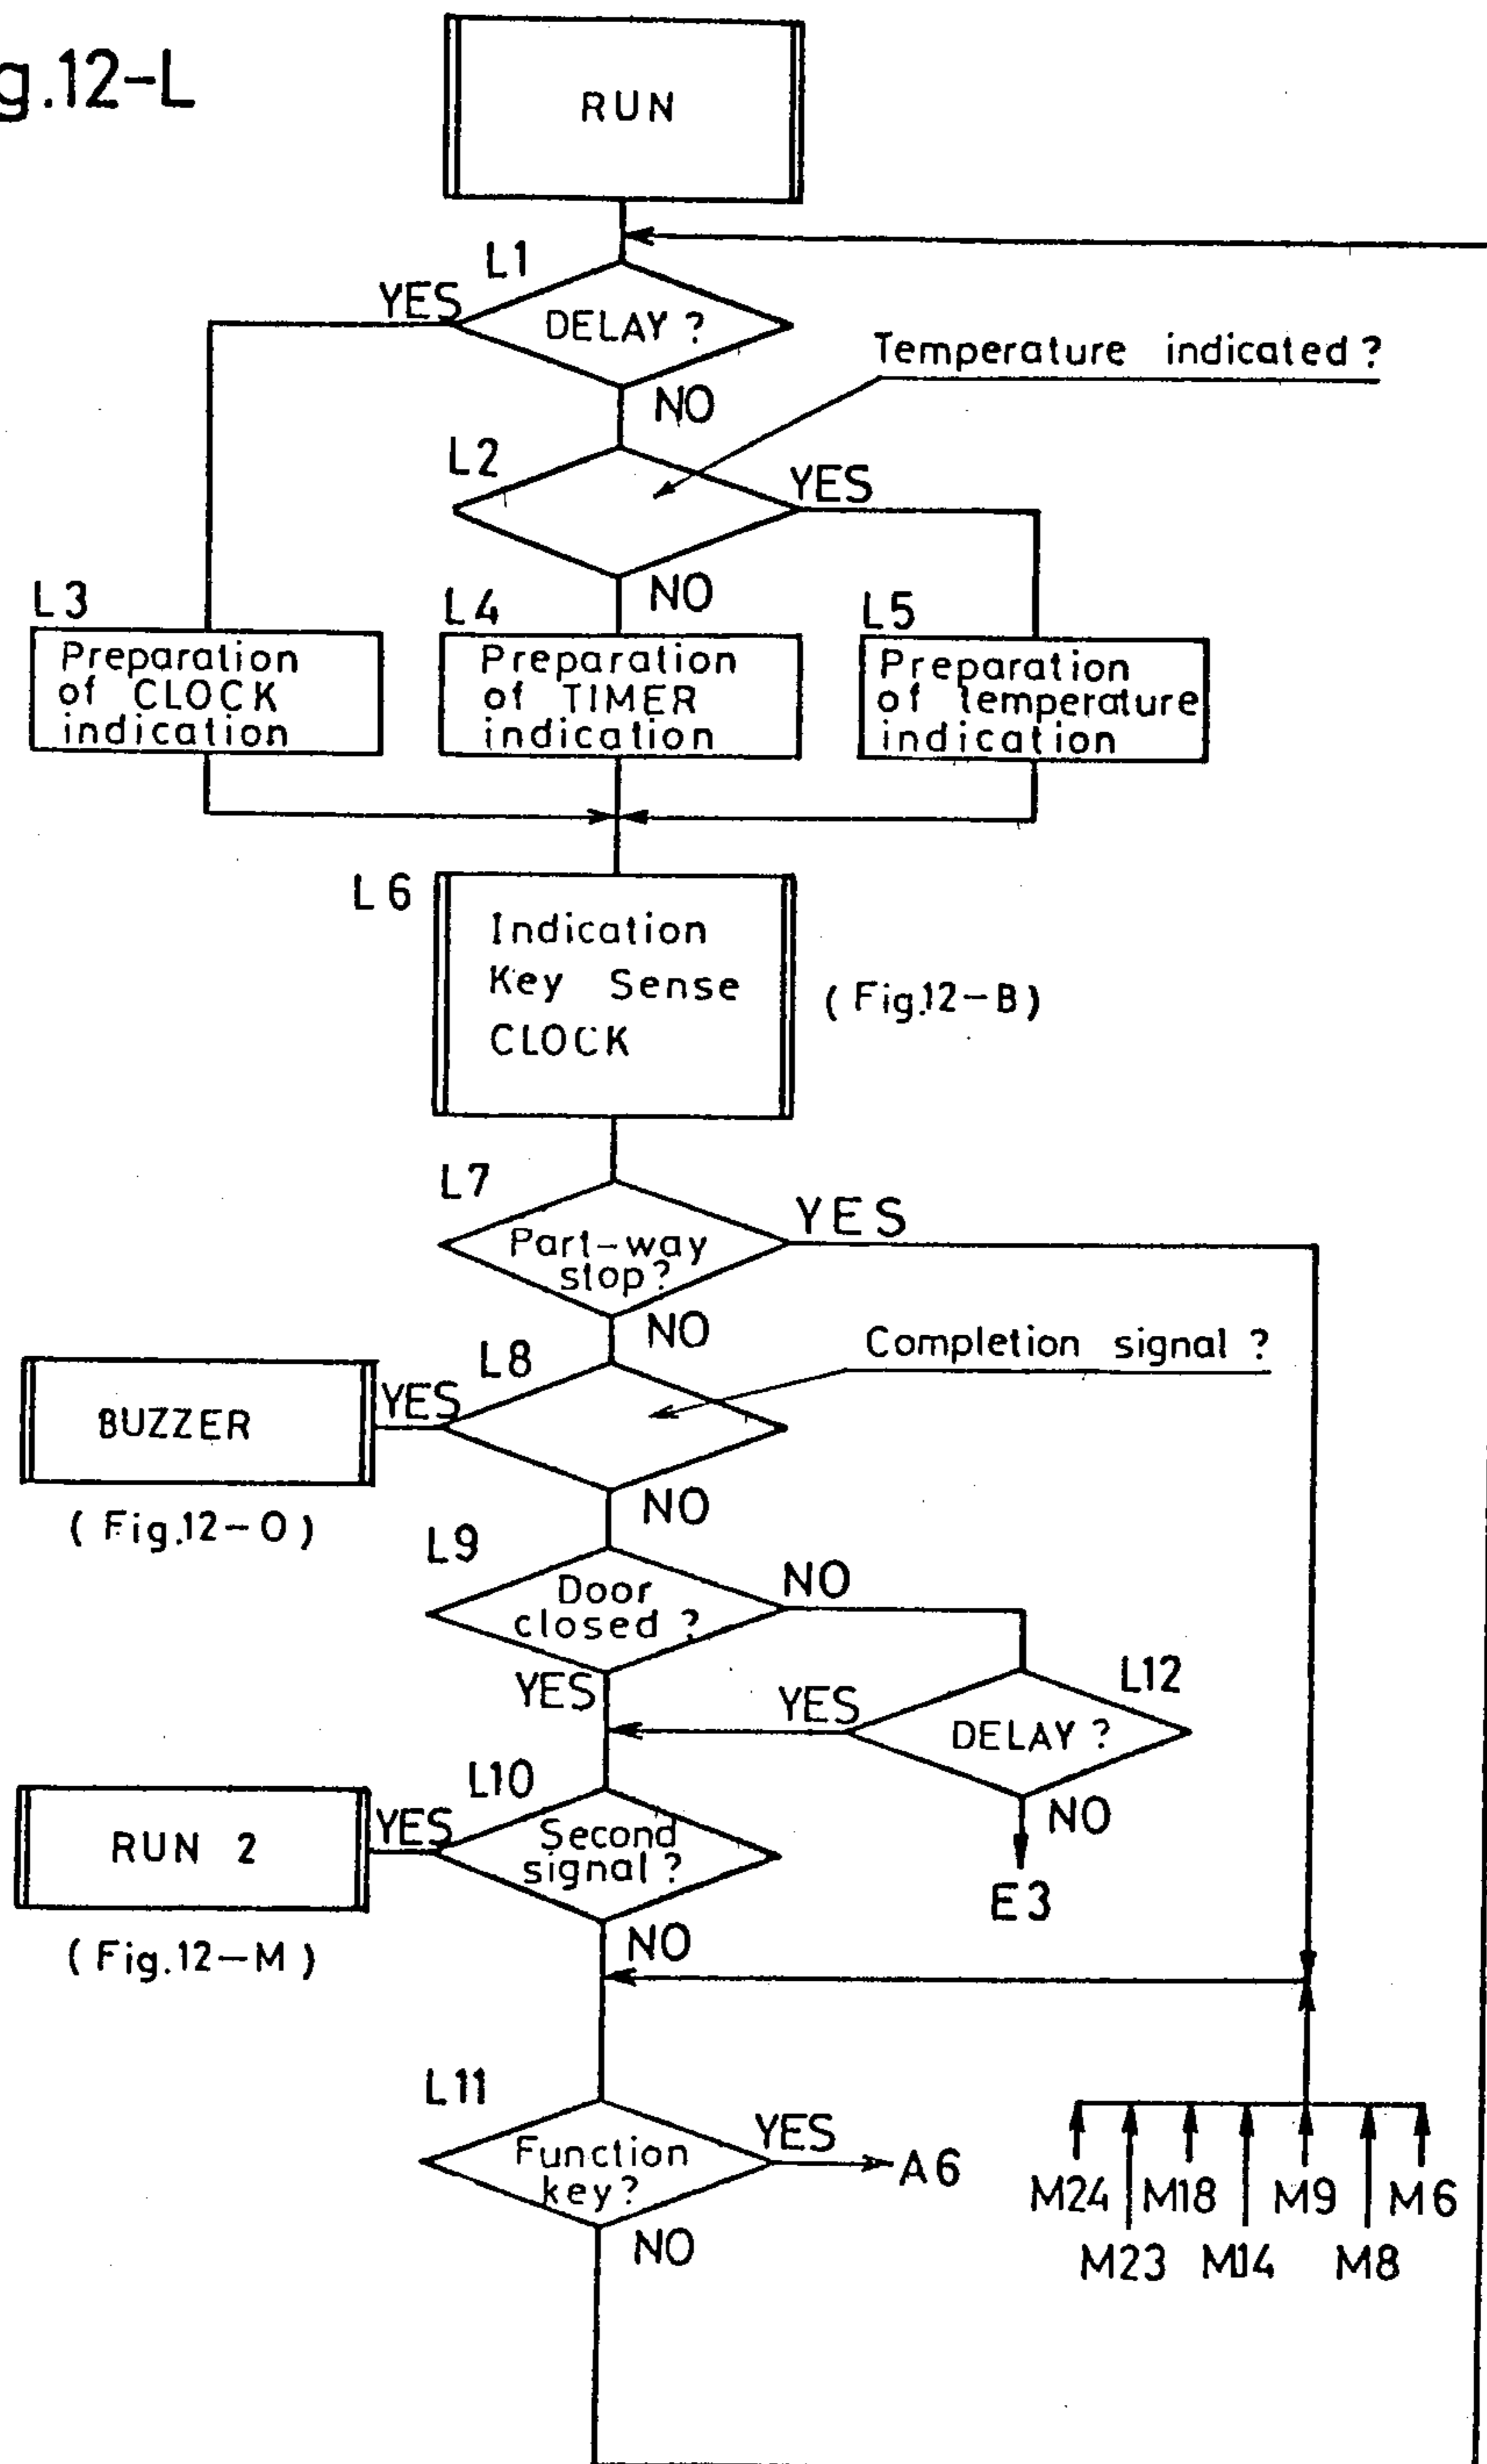 g.12-L
RUN
L1
YES
DELAY ?
NO
Temperature indicated ?
L2
YES
NO
L3
Preparation
of CLOCK
indication
L4
Preparation
of TIMER
indication
L5
Preparation
of temperature
indication
L6
Indication
Key Sense
CLOCK
(Fig.12-B)
L7
Part-way
stop?
YES
NO
Completion signal ?
L8
YES
BUZZER
(Fig.12-O)
NO
L9
Door
closed ?
NO
YES
L12
YES
DELAY ?
NO
E3
L10
Second
signal ?
YES
RUN 2
(Fig.12-M)
NO
L11
Function
key?
YES
A6
NO
M24 M18 M9 M6
M23 M14 M8